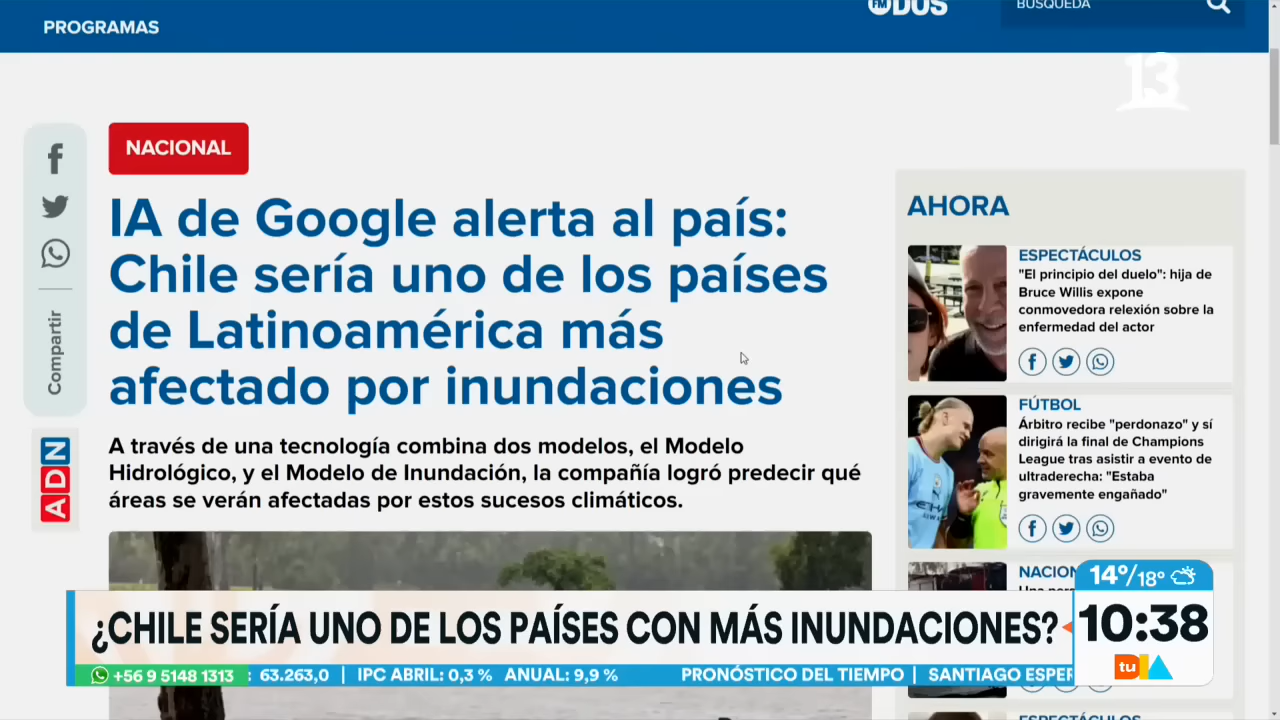 PROGRAMAS
FM DOS
BUSQUEDA
13
NACIONAL
IA de Google alerta al país:
Chile sería uno de los países
de Latinoamérica más
afectado por inundaciones
A través de una tecnología combina dos modelos, el Modelo
Hidrológico, y el Modelo de Inundación, la compañía logró predecir qué
áreas se verán afectadas por estos sucesos climáticos.
Compartir
ADN
AHORA
ESPECTÁCULOS
"El principio del duelo": hija de
Bruce Willis expone
conmovedora relexión sobre la
enfermedad del actor
FÚTBOL
Árbitro recibe "perdonazo" y sí
dirigirá la final de Champions
League tras asistir a evento de
ultraderecha: "Estaba
gravemente engañado"
NACION
14°/18°
¿CHILE SERÍA UNO DE LOS PAÍSES CON MÁS INUNDACIONES?
10:38
tu DIA
+56 9 5148 1313
: 63.263,0 | IPC ABRIL: 0,3 % ANUAL: 9,9 % PRONÓSTICO DEL TIEMPO | SANTIAGO ESPER
ESPECTÁCULOS